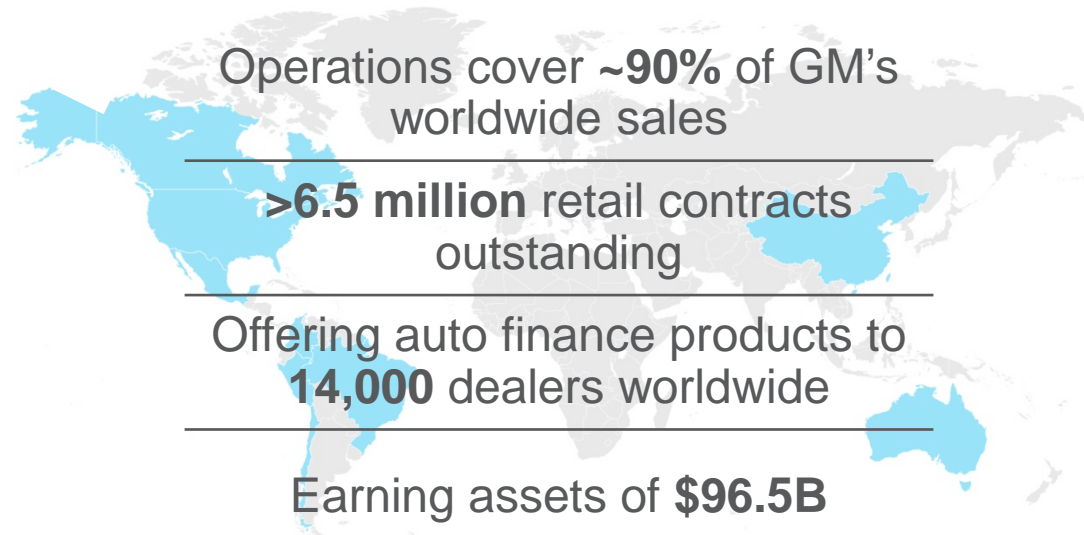 Operations cover ~90% of GM’s
worldwide sales
>6.5 million retail contracts
outstanding
Offering auto finance products to
14,000 dealers worldwide
Earning assets of $96.5B